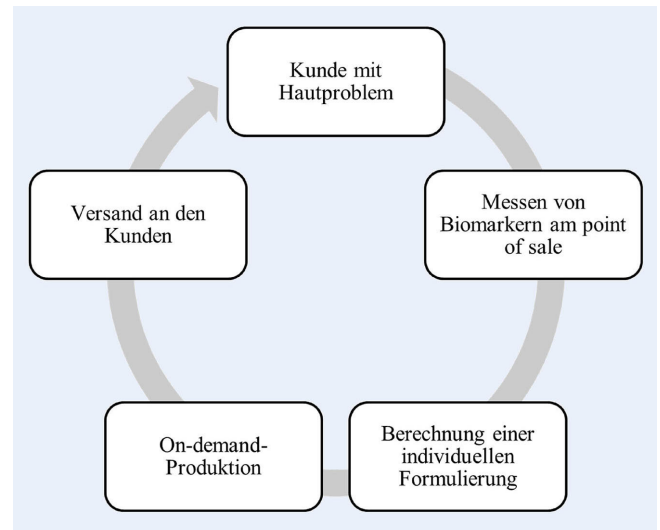 Kunde mit
Hautproblem
Messen von
Biomarkern am point
of sale
Berechnung einer
individuellen
Formulierung
On-demand-
Produktion
Versand an den
Kunden